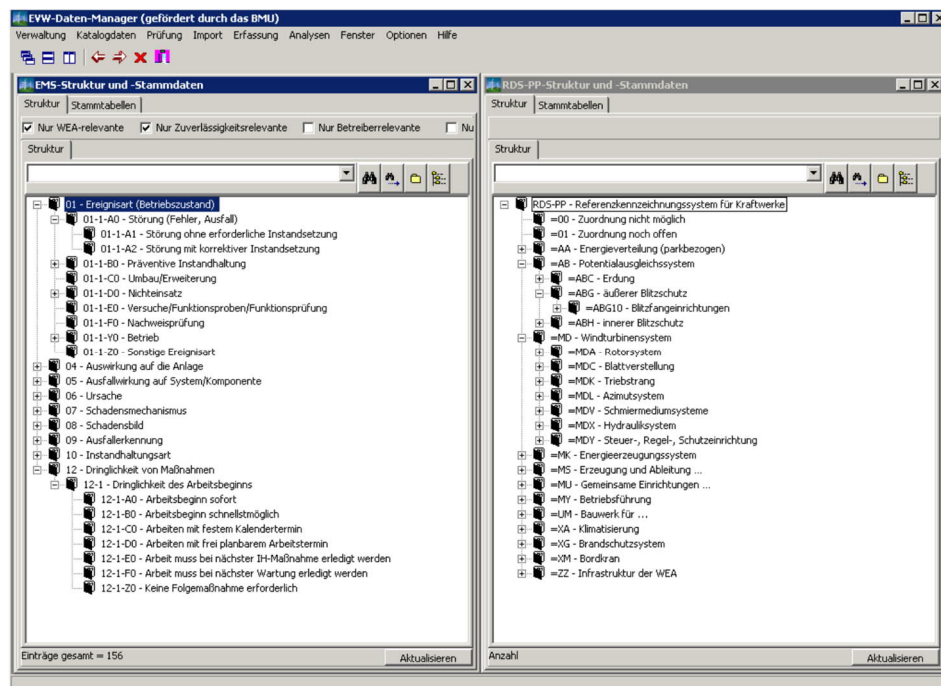 EVW-Daten-Manager (gefördert durch das BMU)
Verwaltung Katalogdaten Prüfung Import Erfassung Analysen Fenster Optionen Hilfe
EMS-Struktur und -Stammdaten
Struktur Stammtabellen
Nur WEA-relevante Nur Zuverlässigkeitsrelevante Nur Betreiberrelevante Nu
Struktur
01 - Ereignisart (Betriebszustand)
01-1-A0 - Störung (Fehler, Ausfall)
01-1-A1 - Störung ohne erforderliche Instandsetzung
01-1-A2 - Störung mit korrektiver Instandsetzung
01-1-B0 - Präventive Instandhaltung
01-1-C0 - Umbau/Erweiterung
01-1-D0 - Nichteinsatz
01-1-E0 - Versuche/Funktionsproben/Funktionsprüfung
01-1-F0 - Nachweisprüfung
01-1-Y0 - Betrieb
01-1-Z0 - Sonstige Ereignisart
04 - Auswirkung auf die Anlage
05 - Ausfallwirkung auf System/Komponente
06 - Ursache
07 - Schadensmechanismus
08 - Schadensbild
09 - Ausfallerkennung
10 - Instandhaltungsart
12 - Dringlichkeit von Maßnahmen
12-1 - Dringlichkeit des Arbeitsbeginns
12-1-A0 - Arbeitsbeginn sofort
12-1-B0 - Arbeitsbeginn schnellstmöglich
12-1-C0 - Arbeiten mit festem Kalendertermin
12-1-D0 - Arbeiten mit frei planbarem Arbeitstermin
12-1-E0 - Arbeit muss bei nächster IH-Maßnahme erledigt werden
12-1-F0 - Arbeit muss bei nächster Wartung erledigt werden
12-1-Z0 - Keine Folgemaßnahme erforderlich
Einträge gesamt = 156
Aktualisieren
RDS-PP-Struktur und -Stammdaten
Struktur Stammtabellen
Struktur
RDS-PP - Referenzkennzeichnungssystem für Kraftwerke
=00 - Zuordnung nicht möglich
=01 - Zuordnung noch offen
=AA - Energieverteilung (parkbezogen)
=AB - Potentialausgleichssystem
=ABC - Erdung
=ABG - äußerer Blitzschutz
=ABG10 - Blitzfangeinrichtungen
=ABH - innerer Blitzschutz
=MD - Windturbinensystem
=MDA - Rotorsystem
=MDC - Blattverstellung
=MDK - Triebstrang
=MDL - Azimutsystem
=MDV - Schmiermediumsysteme
=MDX - Hydrauliksystem
=MDY - Steuer-, Regel-, Schutzeinrichtung
=MK - Energieerzeugungssystem
=MS - Erzeugung und Ableitung ...
=MU - Gemeinsame Einrichtungen ...
=MY - Betriebsführung
=UM - Bauwerk für ...
=XA - Klimatisierung
=XG - Brandschutzsystem
=XM - Bordkran
=ZZ - Infrastruktur der WEA
Anzahl
Aktualisieren